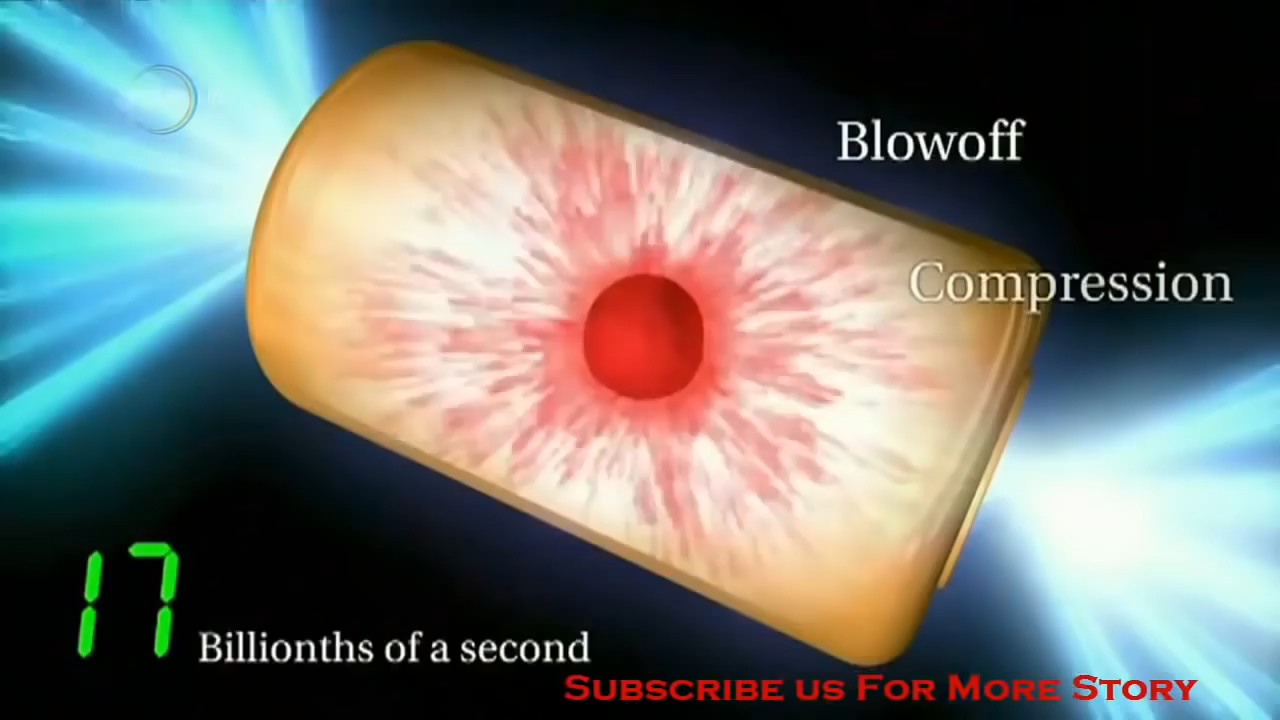 Blowoff
Compression
17
Billionths of a second
Subscribe us For More Story